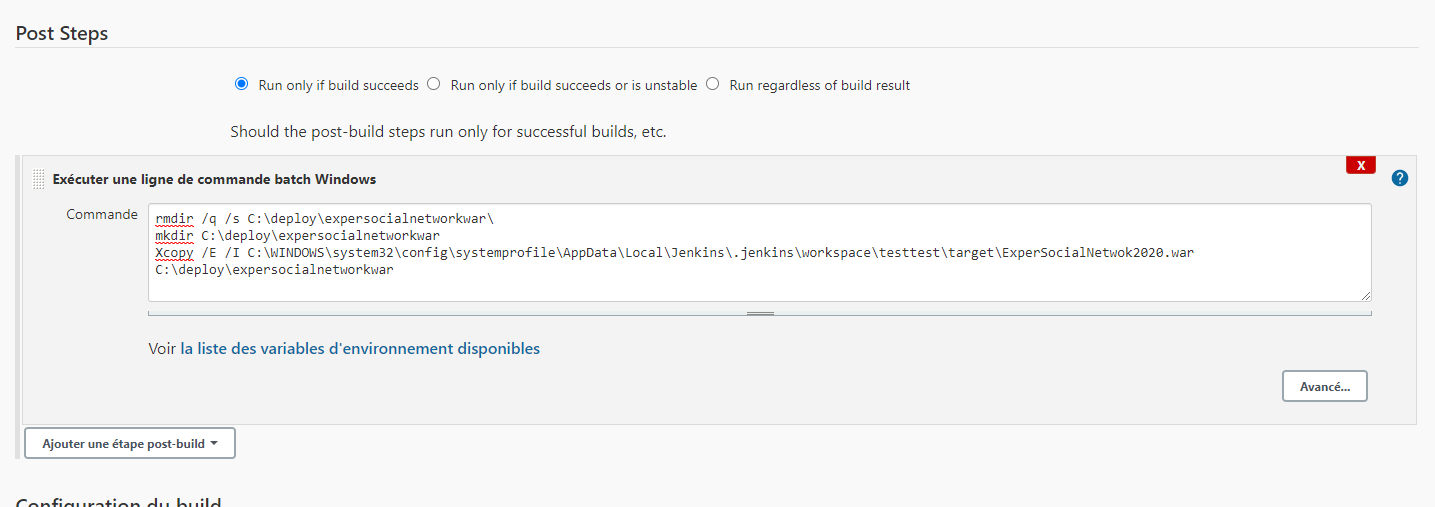 Post Steps
Run only if build succeeds Run only if build succeeds or is unstable Run regardless of build result
Should the post-build steps run only for successful builds, etc.
X
Exécuter une ligne de commande batch Windows
?
Commande
rmdir /q /s C:\deploy\expersocialnetworkwar\
mkdir C:\deploy\expersocialnetworkwar
Xcopy /E /I C:\WINDOWS\system32\config\systemprofile\AppData\Local\Jenkins\.jenkins\workspace\testtest\target\ExperSocialNetwok2020.war
C:\deploy\expersocialnetworkwar
Voir la liste des variables d'environnement disponibles
Avancé...
Ajouter une étape post-build
Configuration du build